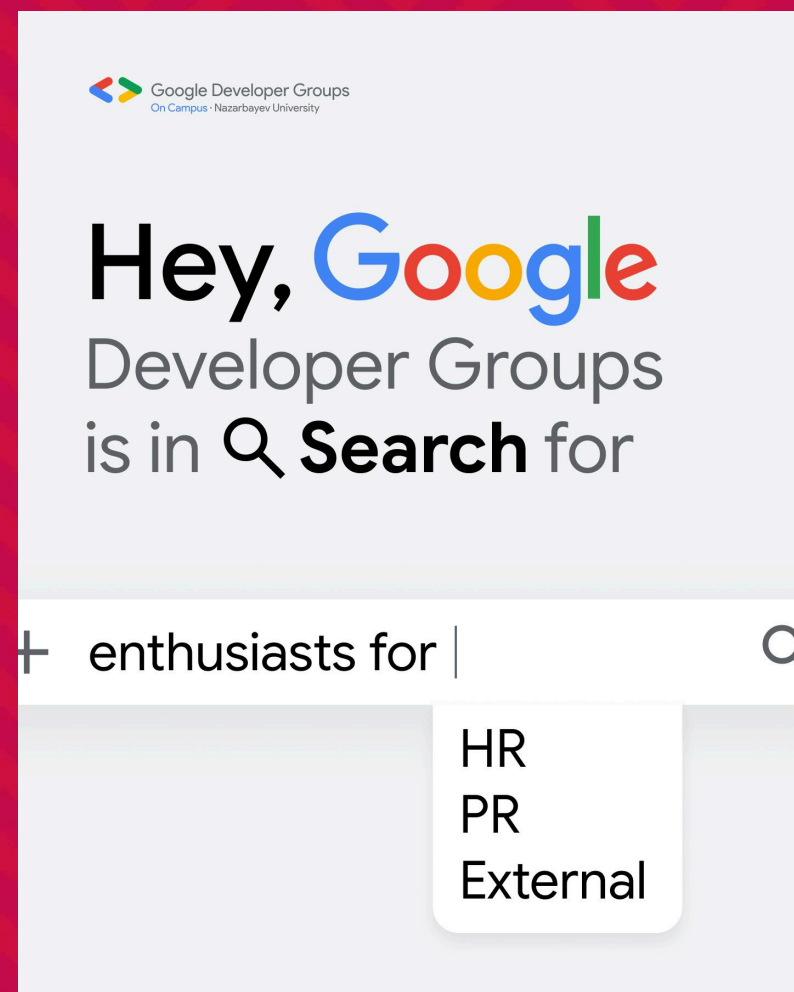 Google Developer Groups
On Campus · Nazarbayev University
Hey, Google
Developer Groups
is in Search for
+ enthusiasts for |
HR
PR
External